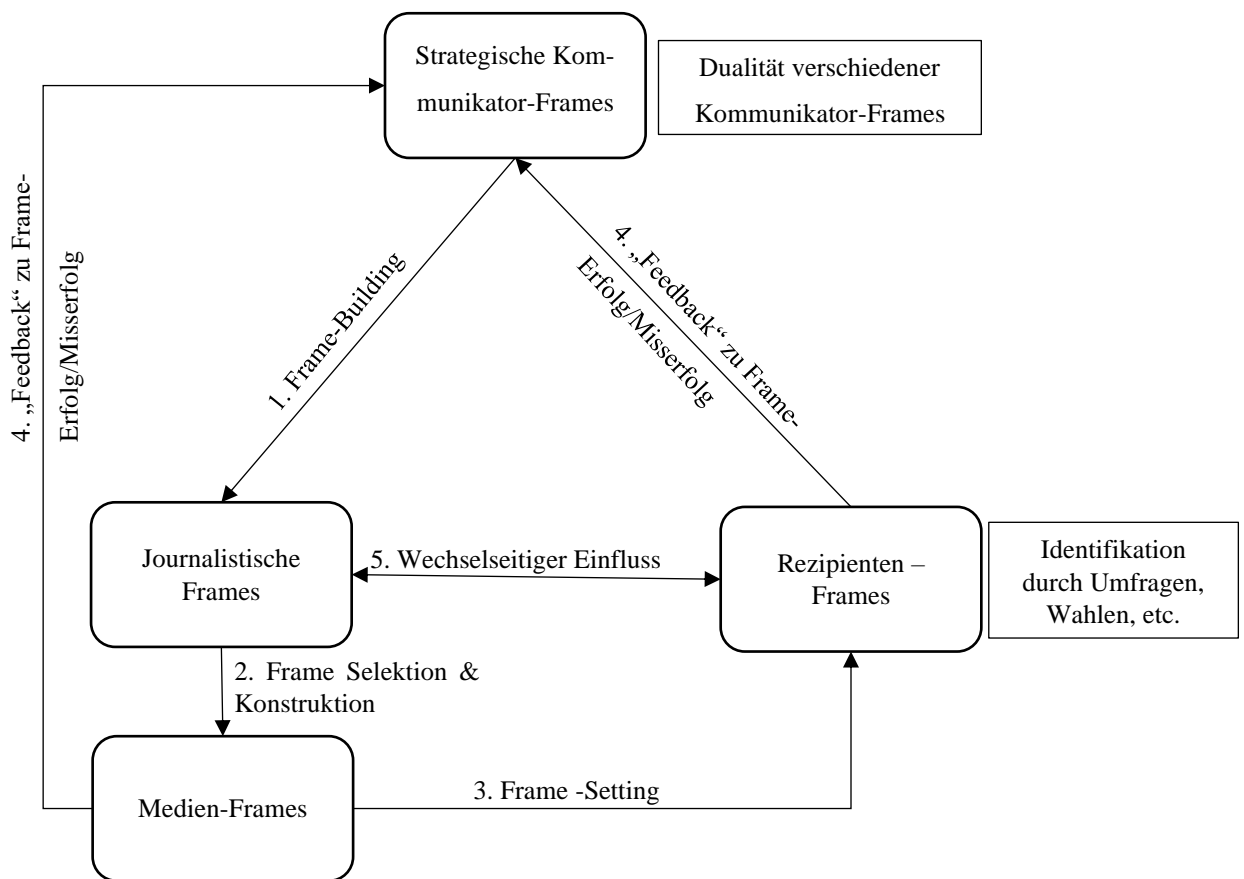 Strategische Kom-
munikator-Frames
Dualität verschiedener
Kommunikator-Frames
4. „Feedback“ zu Frame-
Erfolg/Misserfolg
1. Frame-Building
4. „Feedback“ zu Frame-
Erfolg/Misserfolg
Journalistische
Frames
5. Wechselseitiger Einfluss
Rezipienten –
Frames
Identifikation
durch Umfragen,
Wahlen, etc.
2. Frame Selektion &
Konstruktion
Medien-Frames
3. Frame -Setting